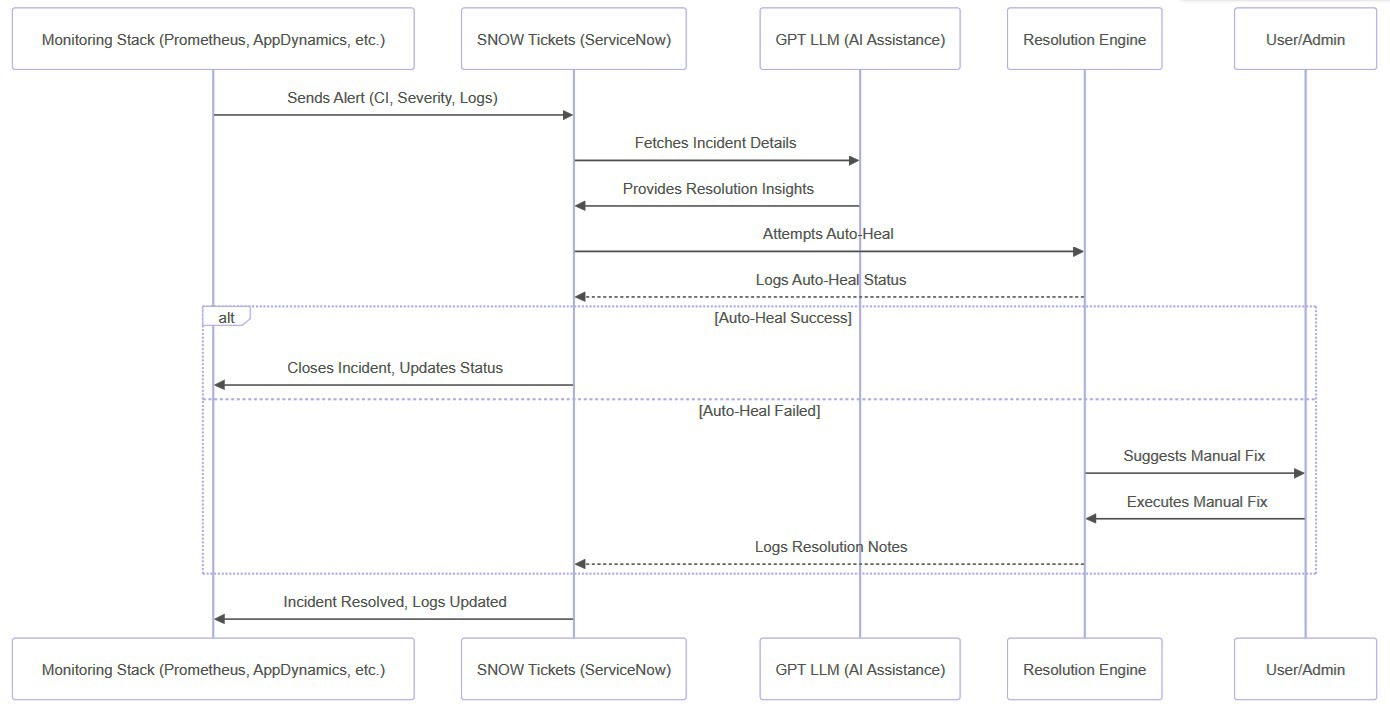 Monitoring Stack (Prometheus, AppDynamics, etc.)
SNOW Tickets (ServiceNow)
GPT LLM (AI Assistance)
Resolution Engine
User/Admin
Sends Alert (CI, Severity, Logs)
Fetches Incident Details
Provides Resolution Insights
Attempts Auto-Heal
Logs Auto-Heal Status
alt
[Auto-Heal Success]
Closes Incident, Updates Status
[Auto-Heal Failed]
Suggests Manual Fix
Executes Manual Fix
Logs Resolution Notes
Incident Resolved, Logs Updated
Monitoring Stack (Prometheus, AppDynamics, etc.)
SNOW Tickets (ServiceNow)
GPT LLM (AI Assistance)
Resolution Engine
User/Admin